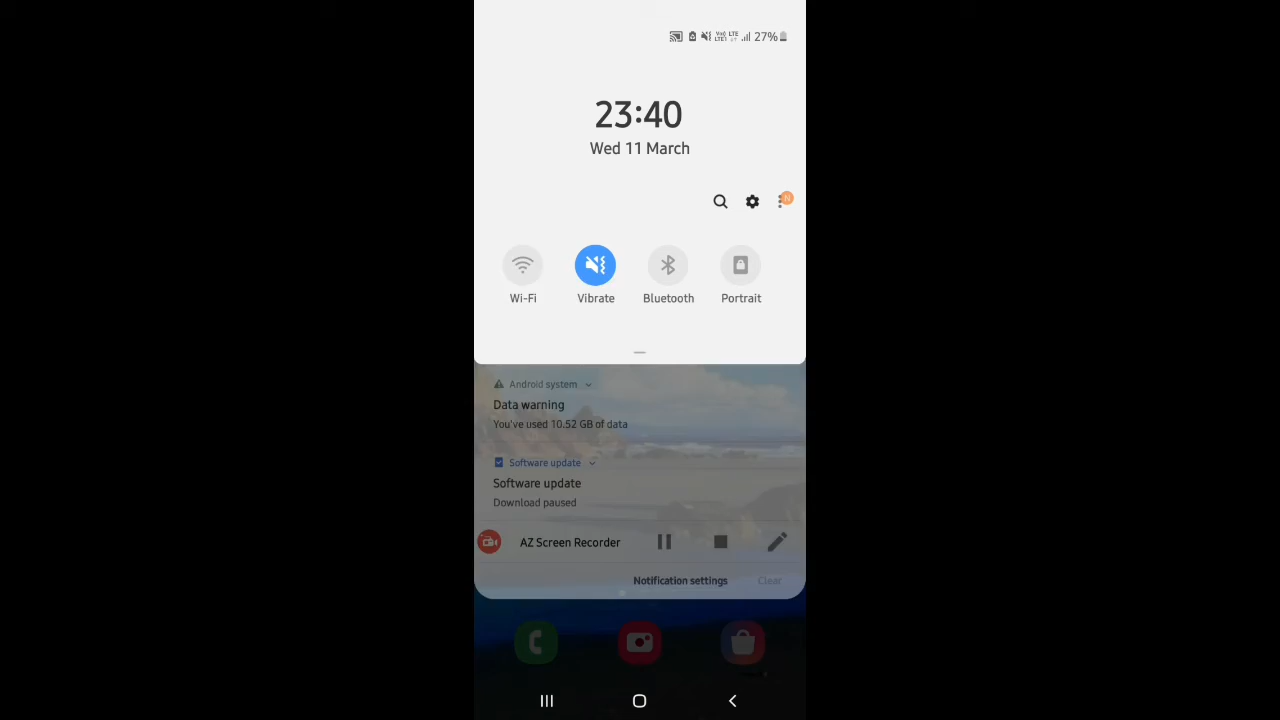 27%
23:40
Wed 11 March
N
Wi-Fi
Vibrate
Bluetooth
Portrait
Android system
Data warning
You've used 10.52 GB of data
Software update
Software update
Download paused
AZ Screen Recorder
Notification settings
Clear